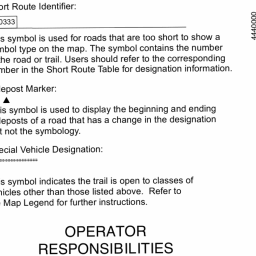 ort Route Identifier:
0333
s symbol is used for roads that are too short to show a
mbol type on the map. The symbol contains the number
the road or trail. Users should refer to the corresponding
mber in the Short Route Table for designation information.
lepost Marker:
s symbol is used to display the beginning and ending
leposts of a road that has a change in the designation
t not the symbology.
ecial Vehicle Designation:
s symbol indicates the trail is open to classes of
hicles other than those listed above. Refer to
Map Legend for further instructions.
OPERATOR
RESPONSIBILITIES
4440000